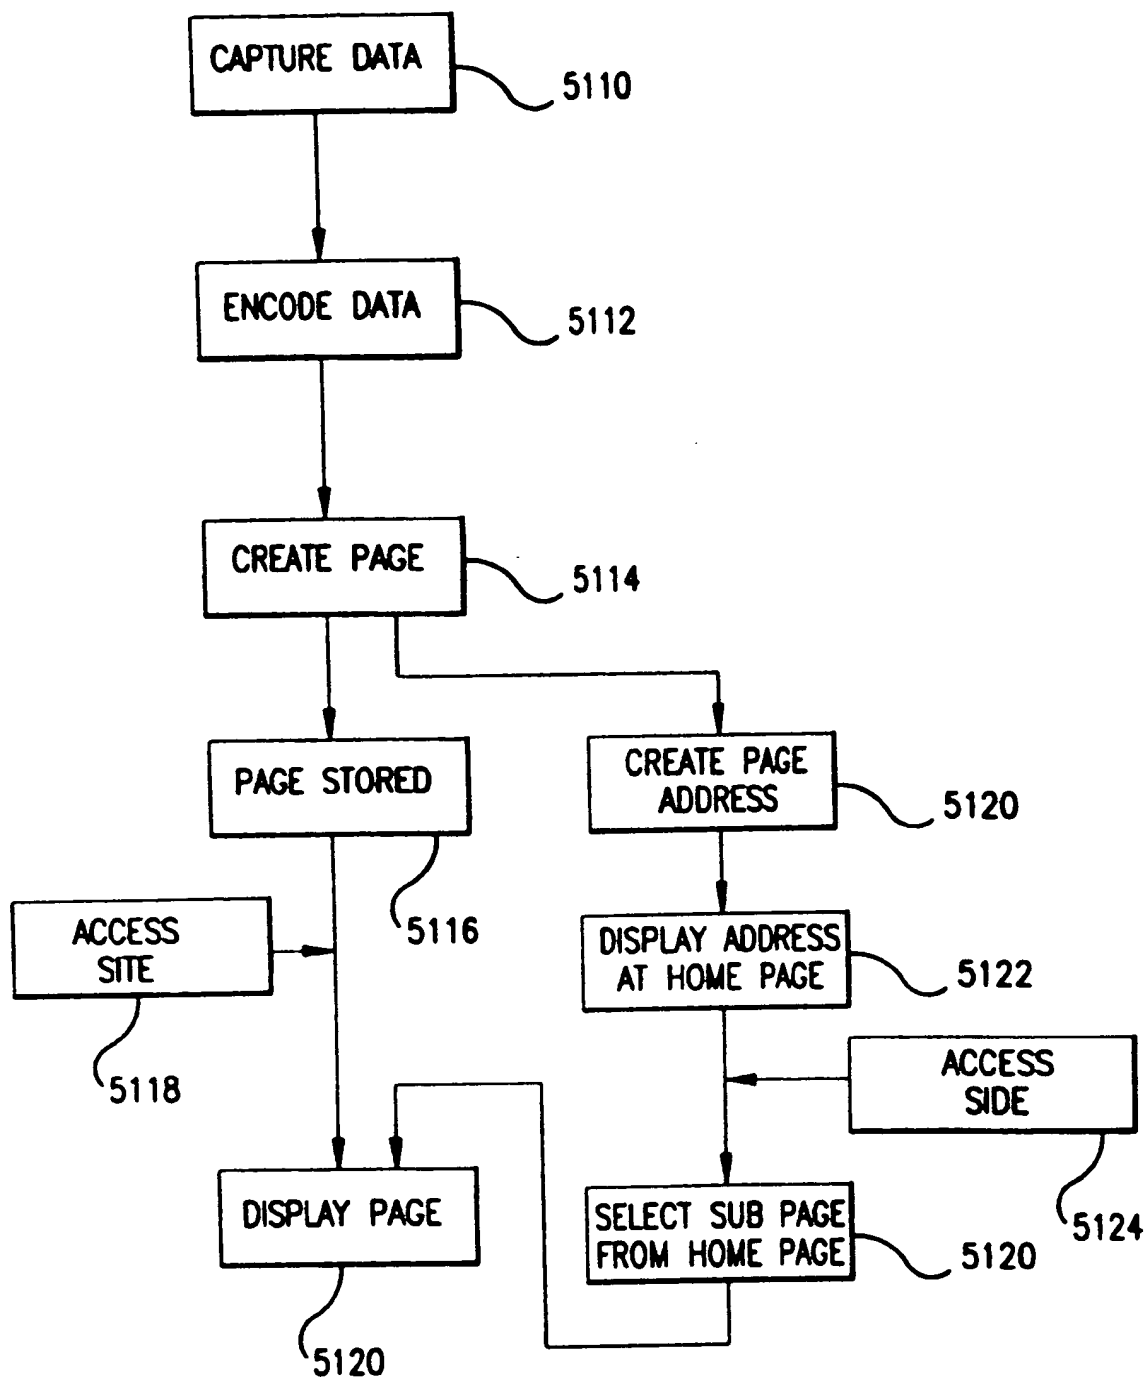 CAPTURE DATA
5110
ENCODE DATA
5112
CREATE PAGE
5114
PAGE STORED
5116
CREATE PAGE
ADDRESS
5120
ACCESS
SITE
5118
DISPLAY ADDRESS
AT HOME PAGE
5122
ACCESS
SIDE
5124
DISPLAY PAGE
5120
SELECT SUB PAGE
FROM HOME PAGE
5120